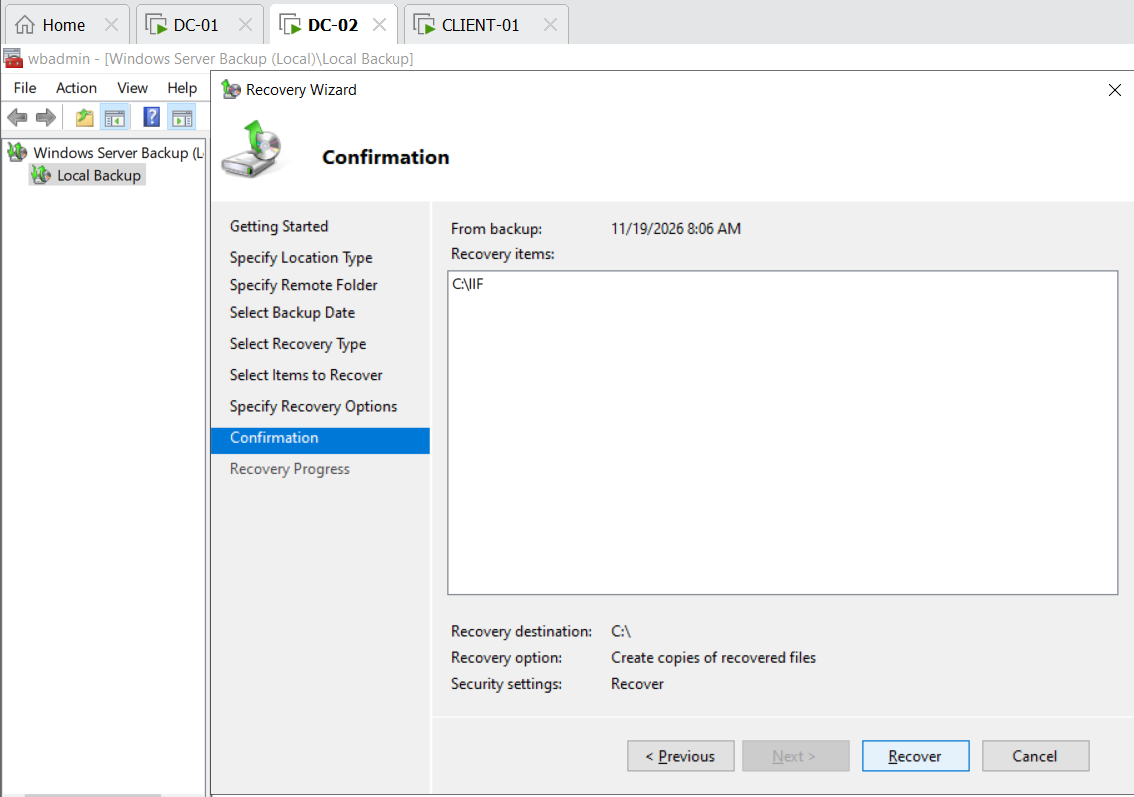 Home
DC-01
DC-02
CLIENT-01
wbadmin - [Windows Server Backup (Local)\Local Backup]
File Action View Help
Windows Server Backup (L
Local Backup
Recovery Wizard
Confirmation
Getting Started
Specify Location Type
Specify Remote Folder
Select Backup Date
Select Recovery Type
Select Items to Recover
Specify Recovery Options
Confirmation
Recovery Progress
From backup: 11/19/2026 8:06 AM
Recovery items:
C:\IIF
Recovery destination: C:\
Recovery option: Create copies of recovered files
Security settings: Recover
< Previous Next > Recover Cancel